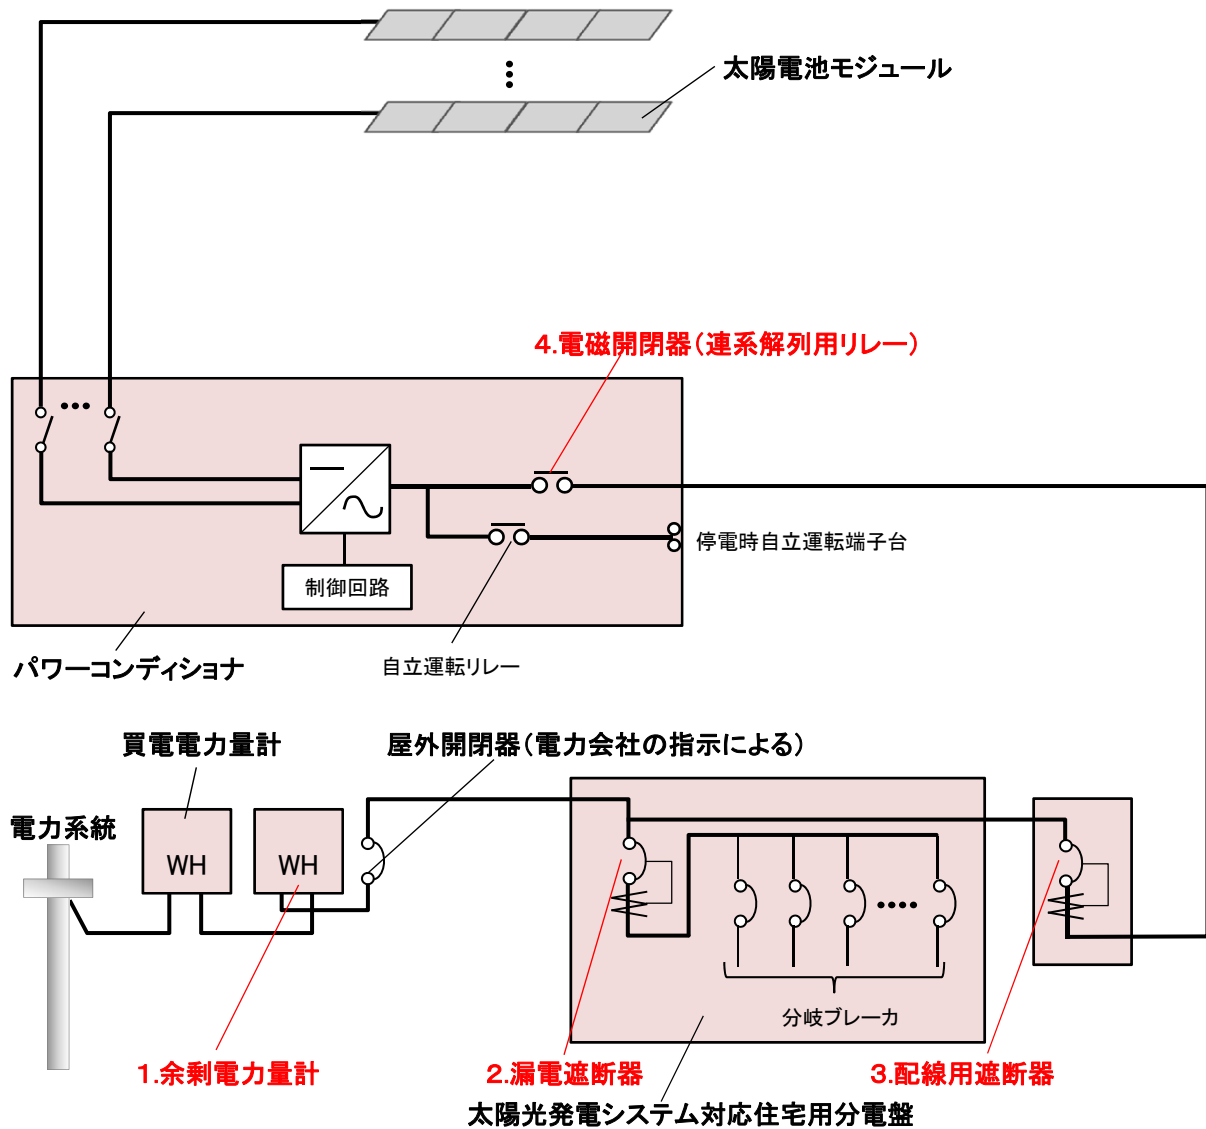 太陽電池モジュール
4.電磁開閉器（連系解列用リレー）
停電時自立運転端子台
制御回路
パワーコンディショナ
自立運転リレー
買電電力量計
屋外開閉器（電力会社の指示による）
電力系統
WH
WH
分岐ブレーカ
1.余剰電力量計
2.漏電遮断器
3.配線用遮断器
太陽光発電システム対応住宅用分電盤